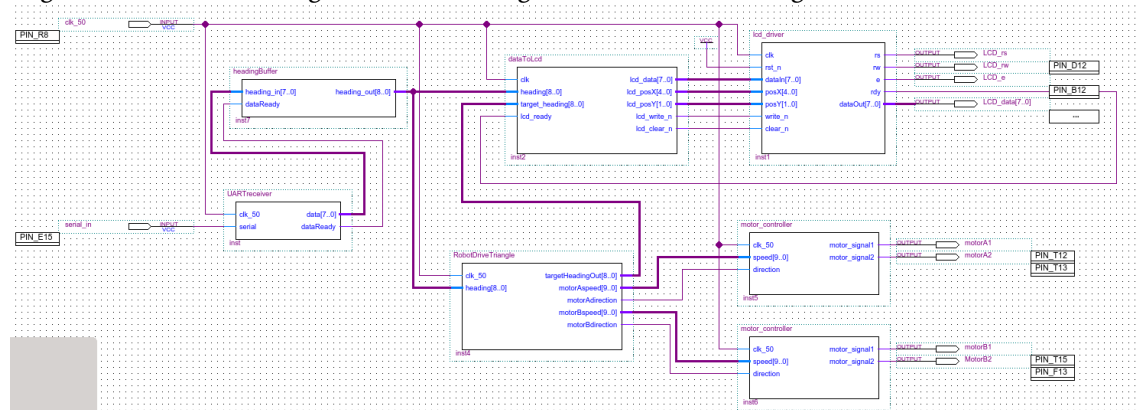 clk_50
INPUT
VCC
PIN_R8
headingBuffer
heading_in[7..0]
heading_out[8..0]
dataReady
inst7
UARTreceiver
clk_50
data[7..0]
serial
dataReady
inst
serial_in
INPUT
VCC
PIN_E15
dataToLcd
clk
lcd_data[7..0]
heading[8..0]
lcd_posX[4..0]
target_heading[8..0]
lcd_posY[1..0]
lcd_ready
lcd_write_n
lcd_clear_n
inst2
VCC
lcd_driver
clk
rs
rst_n
rw
dataIn[7..0]
e
posX[4..0]
rdy
posY[1..0]
dataOut[7..0]
write_n
clear_n
inst1
OUTPUT
LCD_rs
OUTPUT
LCD_rw
PIN_D12
OUTPUT
LCD_e
PIN_B12
OUTPUT
LCD_data[7..0]
...
RobotDriveTriangle
clk_50
targetHeadingOut[8..0]
heading[8..0]
motorAspeed[9..0]
motorAdirection
motorBspeed[9..0]
motorBdirection
inst4
motor_controller
clk_50
motor_signal1
speed[9..0]
motor_signal2
direction
inst5
OUTPUT
motorA1
OUTPUT
motorA2
PIN_T12
PIN_T13
motor_controller
clk_50
motor_signal1
speed[9..0]
motor_signal2
direction
inst6
OUTPUT
motorB1
OUTPUT
MotorB2
PIN_T15
PIN_F13